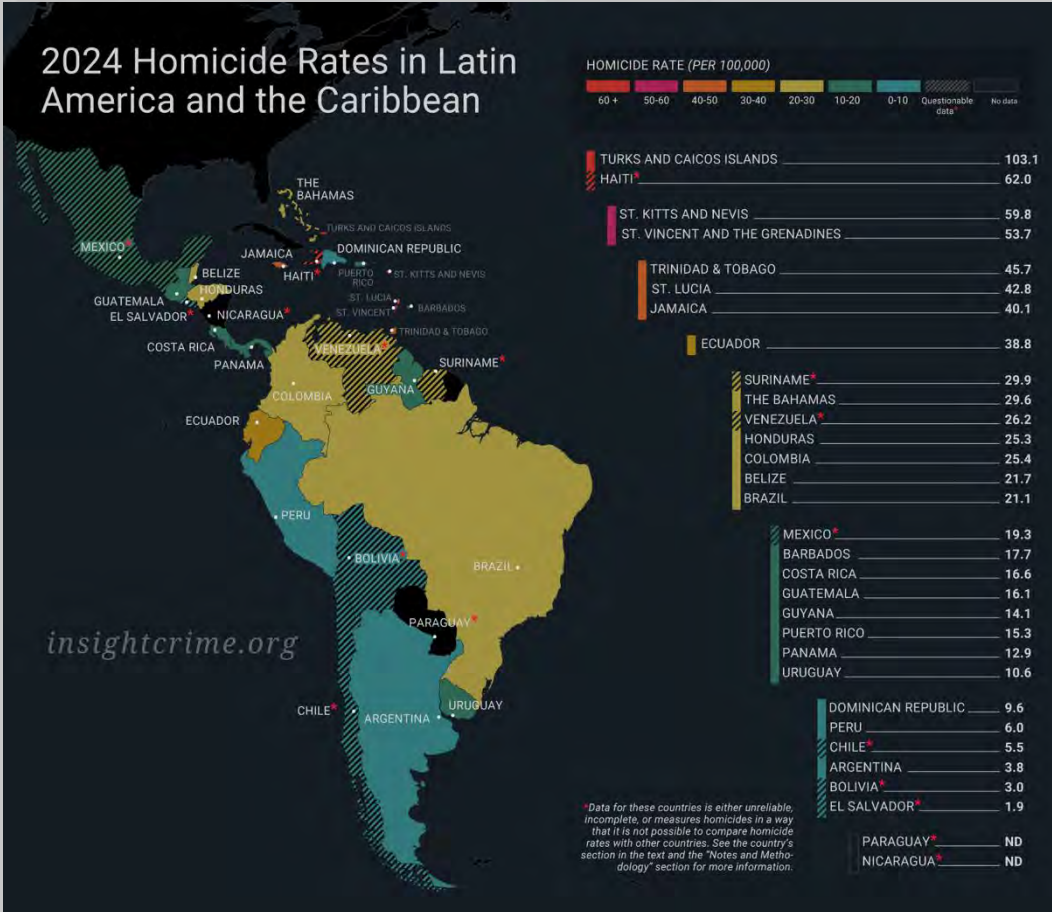 2024 Homicide Rates in Latin
America and the Caribbean
HOMICIDE RATE (PER 100,000)
60 +
50-60
40-50
30-40
20-30
10-20
0-10
Questionable
data*
No data
TURKS AND CAICOS ISLANDS 103.1
HAITI* 62.0
ST. KITTS AND NEVIS 59.8
ST. VINCENT AND THE GRENADINES 53.7
TRINIDAD & TOBAGO 45.7
ST. LUCIA 42.8
JAMAICA 40.1
ECUADOR 38.8
SURINAME* 29.9
THE BAHAMAS 29.6
VENEZUELA* 26.2
HONDURAS 25.3
COLOMBIA 25.4
BELIZE 21.7
BRAZIL 21.1
MEXICO* 19.3
BARBADOS 17.7
COSTA RICA 16.6
GUATEMALA 16.1
GUYANA 14.1
PUERTO RICO 15.3
PANAMA 12.9
URUGUAY 10.6
DOMINICAN REPUBLIC 9.6
PERU 6.0
CHILE* 5.5
ARGENTINA 3.8
BOLIVIA* 3.0
EL SALVADOR* 1.9
PARAGUAY* ND
NICARAGUA* ND
THE
BAHAMAS
TURKS AND CAICOS ISLANDS
MEXICO*
JAMAICA
DOMINICAN REPUBLIC
HAITI*
PUERTO
RICO
ST. KITTS AND NEVIS
BELIZE
HONDURAS
GUATEMALA
EL SALVADOR*
NICARAGUA*
ST. LUCIA
ST. VINCENT
BARBADOS
TRINIDAD & TOBAGO
COSTA RICA
PANAMA
VENEZUELA*
SURINAME*
GUYANA
COLOMBIA
ECUADOR
PERU
BOLIVIA*
BRAZIL
PARAGUAY*
insightcrime.org
CHILE*
ARGENTINA
URUGUAY
*Data for these countries is either unreliable,
incomplete, or measures homicides in a way
that it is not possible to compare homicide
rates with other countries. See the country's
section in the text and the "Notes and Metho-
dology" section for more information.